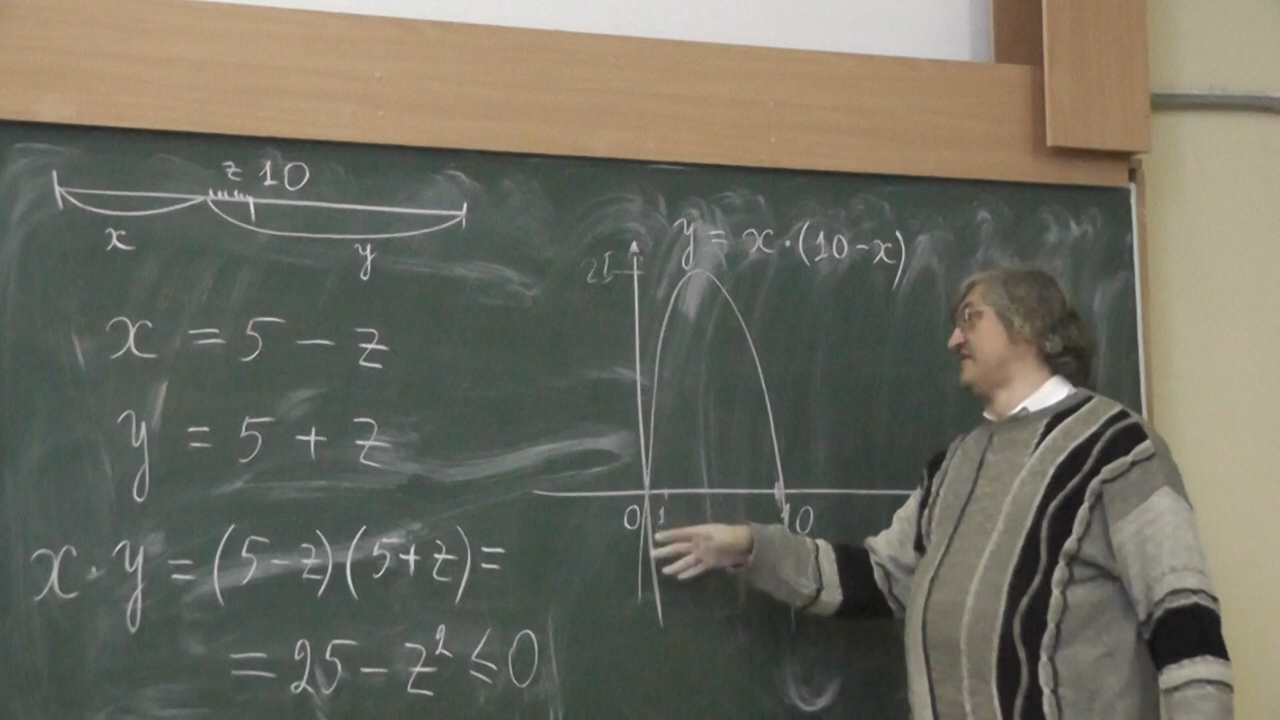 z 10
x
y
x = 5 - z
y = 5 + z
x · y = (5-z)(5+z) =
= 25 - z² ≤ 0
y = x · (10-x)
25
0 1 10